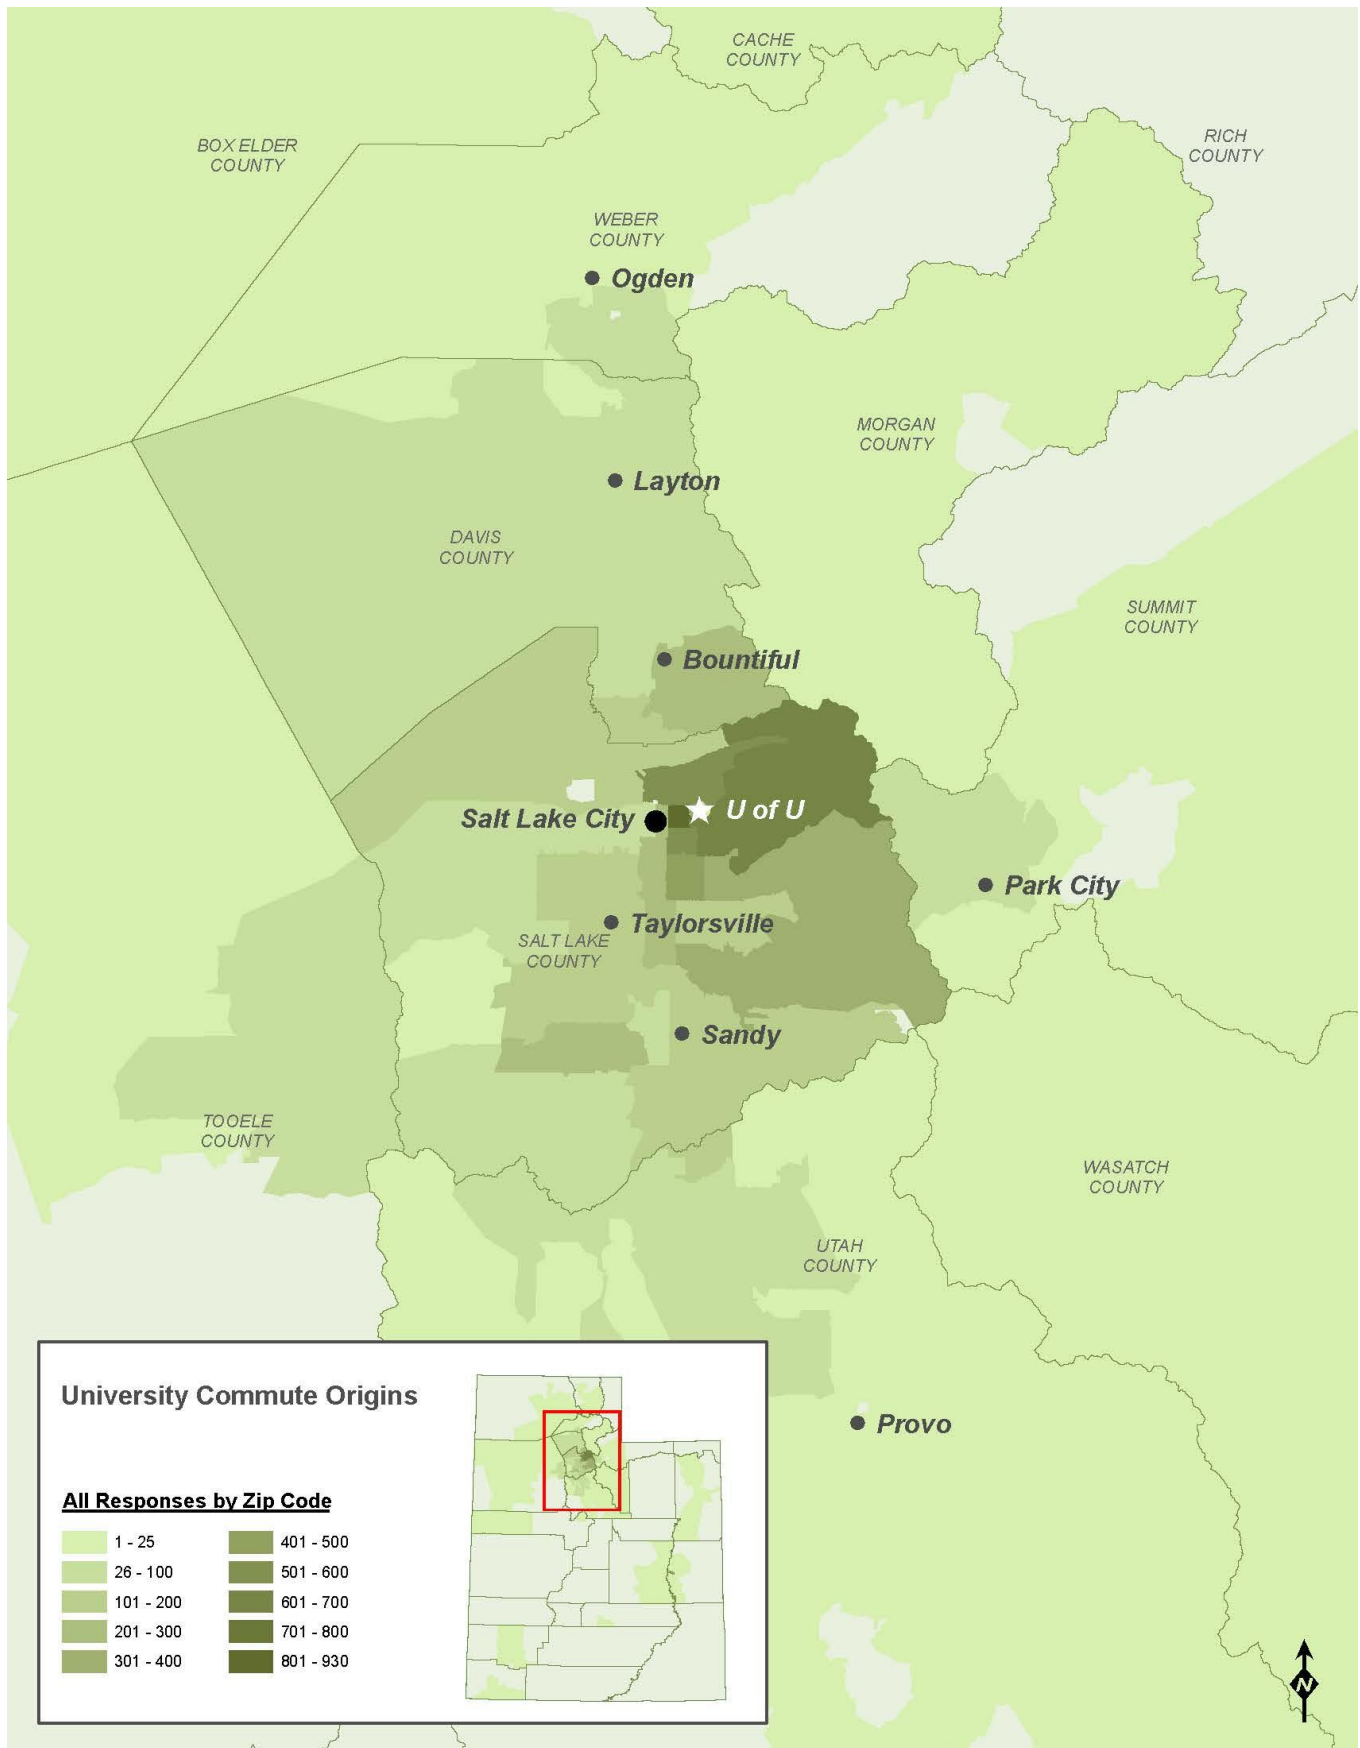 CACHE
COUNTY
BOX ELDER
COUNTY
RICH
COUNTY
WEBER
COUNTY
Ogden
MORGAN
COUNTY
Layton
DAVIS
COUNTY
SUMMIT
COUNTY
Bountiful
Salt Lake City
U of U
Park City
Taylorsville
SALT LAKE
COUNTY
Sandy
TOOELE
COUNTY
WASATCH
COUNTY
UTAH
COUNTY
Provo
University Commute Origins
All Responses by Zip Code
1 - 25
26 - 100
101 - 200
201 - 300
301 - 400
401 - 500
501 - 600
601 - 700
701 - 800
801 - 930
N